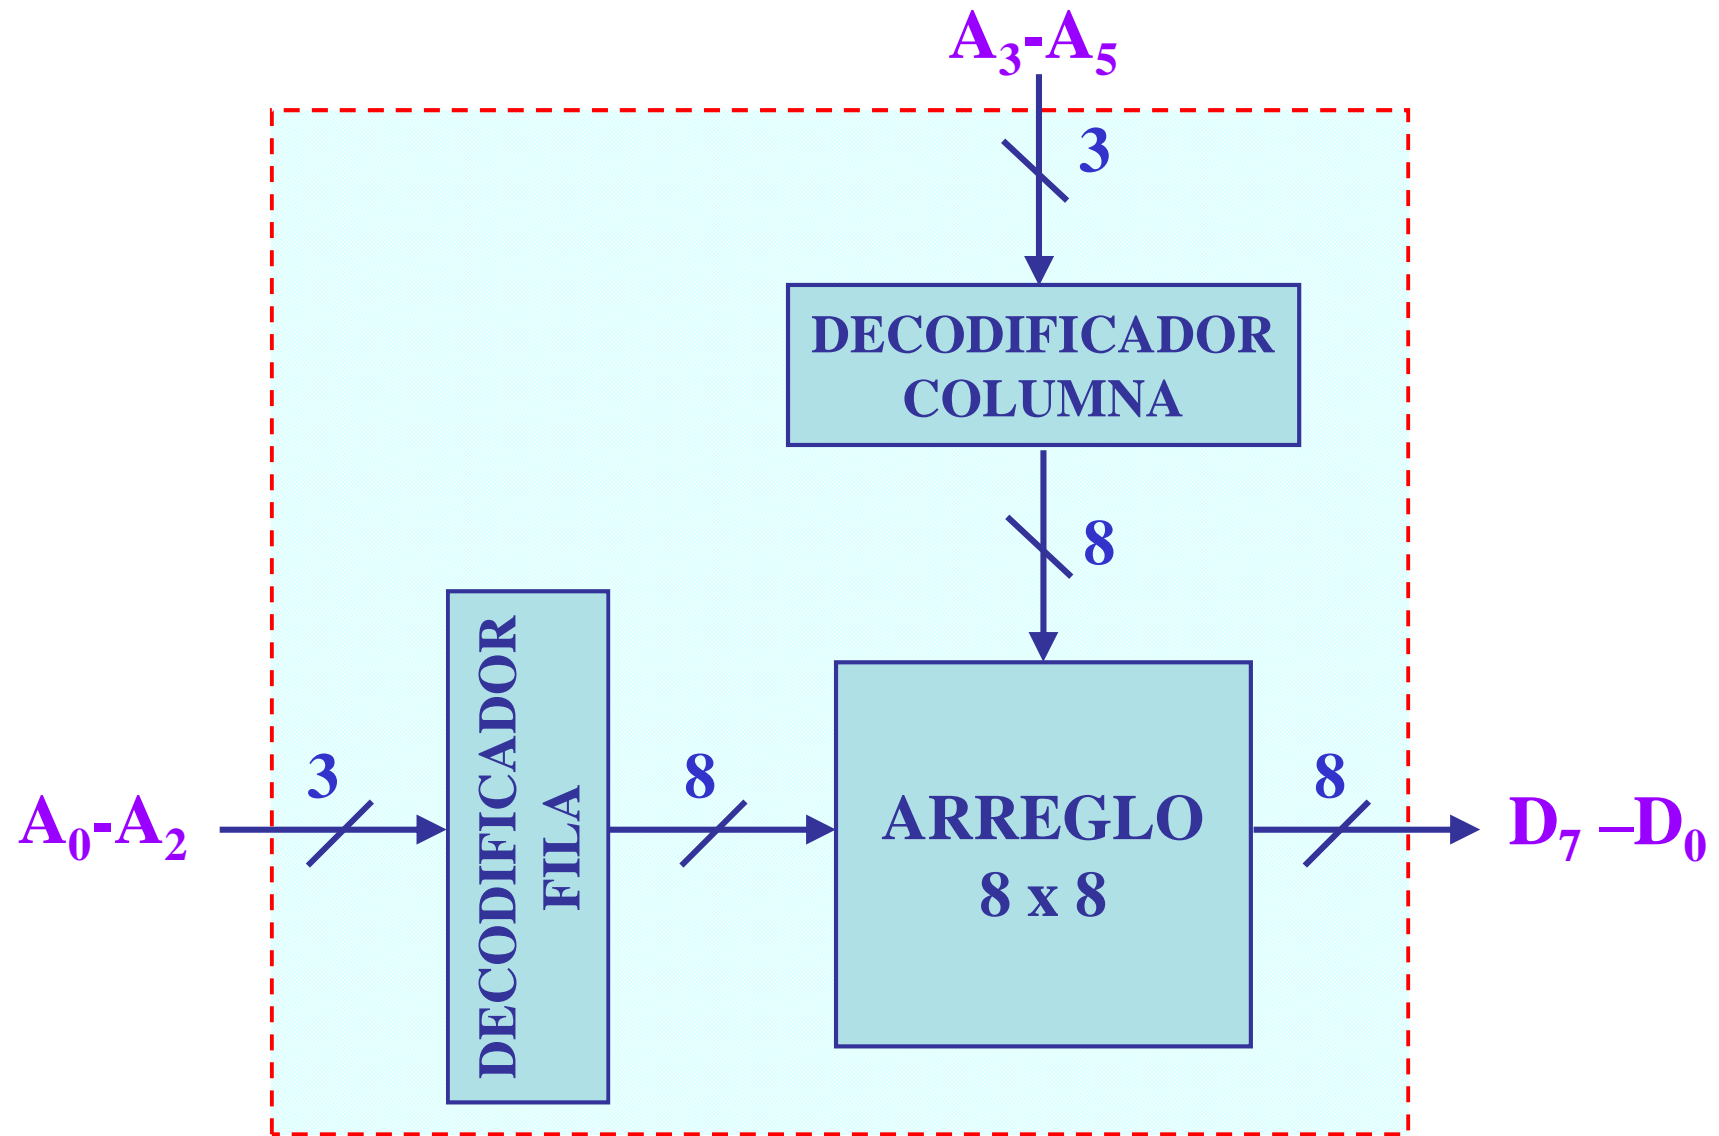 A₃-A₅
3
DECODIFICADOR
COLUMNA
8
DECODIFICADOR
FILA
A₀-A₂
3
8
ARREGLO
8 x 8
8
D₇ –D₀